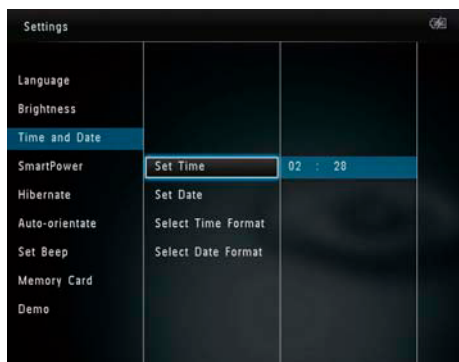 Settings
Language
Brightness
Time and Date
SmartPower
Hibernate
Auto-orientate
Set Beep
Memory Card
Demo
Set Time
Set Date
Select Time Format
Select Date Format
02 : 28